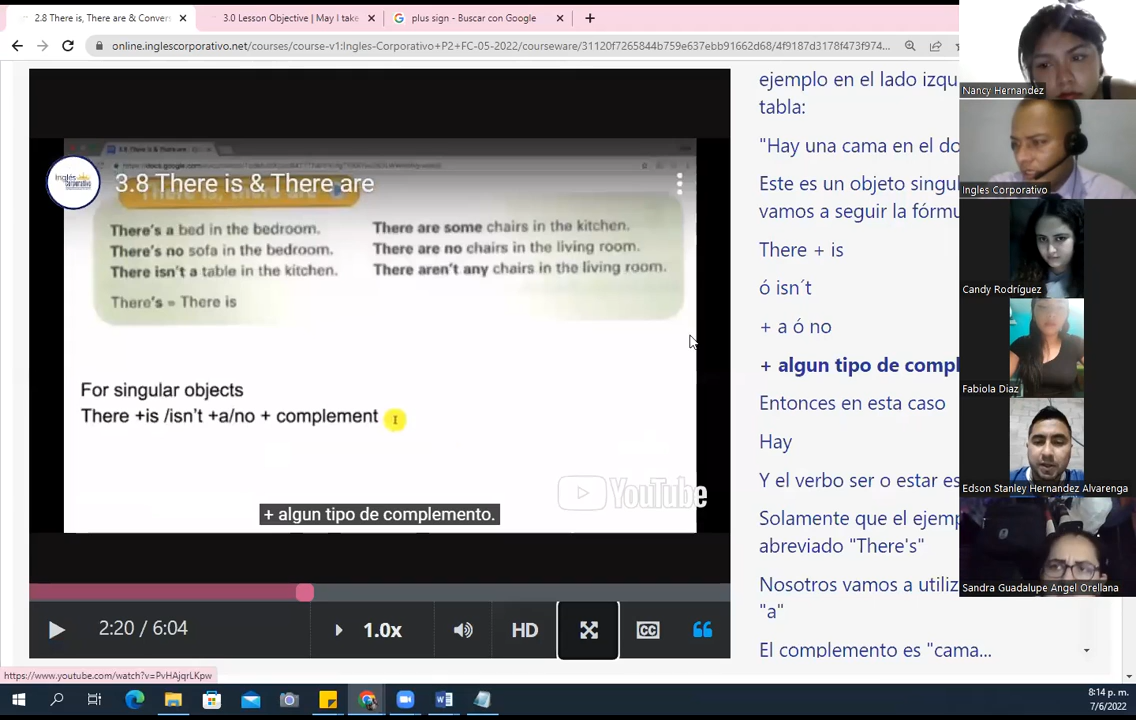 2.8 There is, There are & Conver
3.0 Lesson Objective | May I take
plus sign - Buscar con Google
online.inglescorporativo.net/courses/course-v1:Ingles-Corporativo+P2+FC-05-2022/courseware/31120f7265844b759e637ebb91662d68/4f9187d3178f473f974...
3.8 There is & There are
There's a bed in the bedroom.
There's no sofa in the bedroom.
There isn't a table in the kitchen.
There's = There is
There are some chairs in the kitchen.
There are no chairs in the living room.
There aren't any chairs in the living room.
For singular objects
There +is /isn't +a/no + complement
YouTube
+ algun tipo de complemento.
2:20 / 6:04
1.0x
HD
CC
https://www.youtube.com/watch?v=PvHAjqrLKpw
ejemplo en el lado izqu
tabla:
"Hay una cama en el do
Este es un objeto singul
vamos a seguir la fórmu
There + is
ó isn´t
+ a ó no
+ algun tipo de compl
Entonces en esta caso
Hay
Y el verbo ser o estar es
Solamente que el ejemp
abreviado "There's"
Nosotros vamos a utiliz
"a"
El complemento es "cama...
Nancy Hernandez
Ingles Corporativo
Candy Rodríguez
Fabiola Diaz
Edson Stanley Hernandez Alvarenga
Sandra Guadalupe Angel Orellana
8:14 p. m.
7/6/2022